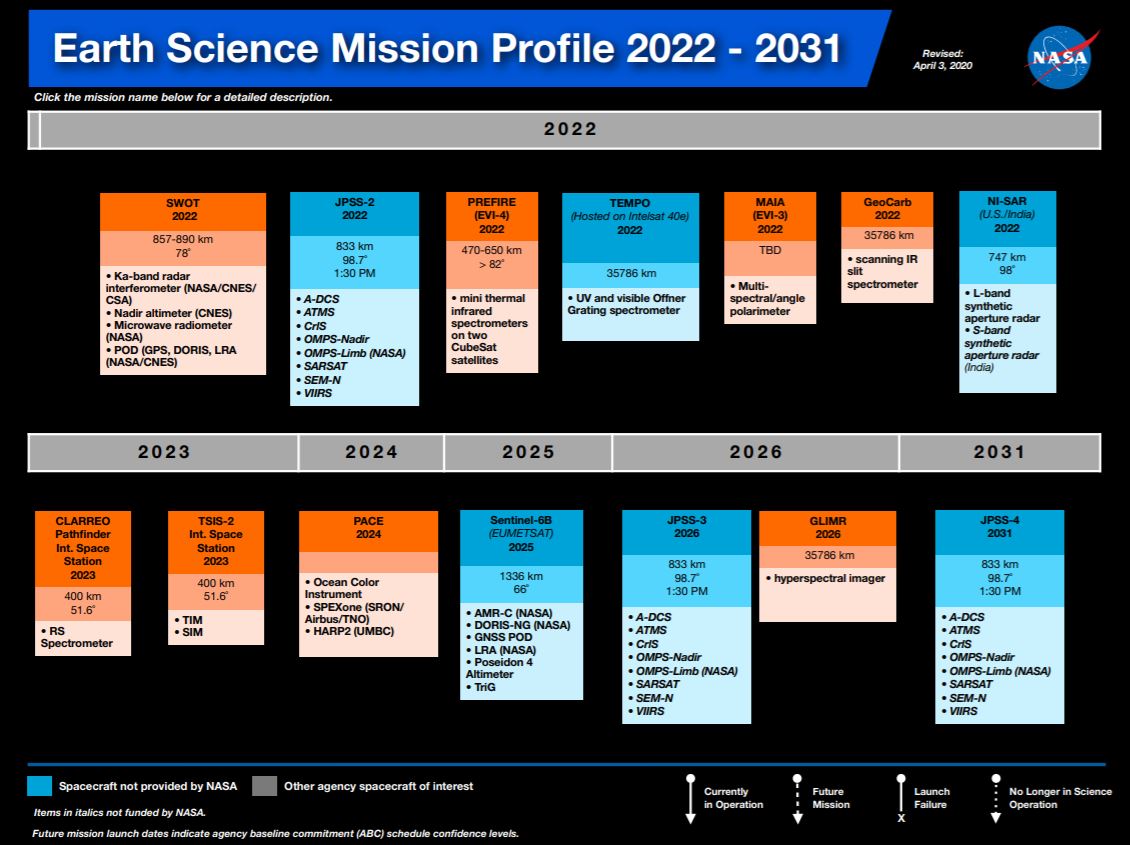 Earth Science Mission Profile 2022 - 2031
Revised:
April 3, 2020
NASA
Click the mission name below for a detailed description.
2022
SWOT
2022
857-890 km
78°
• Ka-band radar
interferometer (NASA/CNES/
CSA)
• Nadir altimeter (CNES)
• Microwave radiometer
(NASA)
• POD (GPS, DORIS, LRA
(NASA/CNES)
JPSS-2
2022
833 km
98.7°
1:30 PM
• A-DCS
• ATMS
• CrIS
• OMPS-Nadir
• OMPS-Limb (NASA)
• SARSAT
• SEM-N
• VIIRS
PREFIRE
(EVI-4)
2022
470-650 km
> 82°
• mini thermal
infrared
spectrometers
on two
CubeSat
satellites
TEMPO
(Hosted on Intelsat 40e)
2022
35786 km
• UV and visible Offner
Grating spectrometer
MAIA
(EVI-3)
2022
TBD
• Multi-
spectral/angle
polarimeter
GeoCarb
2022
35786 km
• scanning IR
slit
spectrometer
NI-SAR
(U.S./India)
2022
747 km
98°
• L-band
synthetic
aperture radar
• S-band
synthetic
aperture radar
(India)
2023
2024
2025
2026
2031
CLARREO
Pathfinder
Int. Space
Station
2023
400 km
51.6°
• RS
Spectrometer
TSIS-2
Int. Space
Station
2023
400 km
51.6°
• TIM
• SIM
PACE
2024
• Ocean Color
Instrument
• SPEXone (SRON/
Airbus/TNO)
• HARP2 (UMBC)
Sentinel-6B
(EUMETSAT)
2025
1336 km
66°
• AMR-C (NASA)
• DORIS-NG (NASA)
• GNSS POD
• LRA (NASA)
• Poseidon 4
Altimeter
• TriG
JPSS-3
2026
833 km
98.7°
1:30 PM
• A-DCS
• ATMS
• CrIS
• OMPS-Nadir
• OMPS-Limb (NASA)
• SARSAT
• SEM-N
• VIIRS
GLIMR
2026
35786 km
• hyperspectral imager
JPSS-4
2031
833 km
98.7°
1:30 PM
• A-DCS
• ATMS
• CrIS
• OMPS-Nadir
• OMPS-Limb (NASA)
• SARSAT
• SEM-N
• VIIRS
Spacecraft not provided by NASA
Other agency spacecraft of interest
Items in italics not funded by NASA.
Future mission launch dates indicate agency baseline commitment (ABC) schedule confidence levels.
Currently
in Operation
Future
Mission
X
Launch
Failure
No Longer in Science
Operation